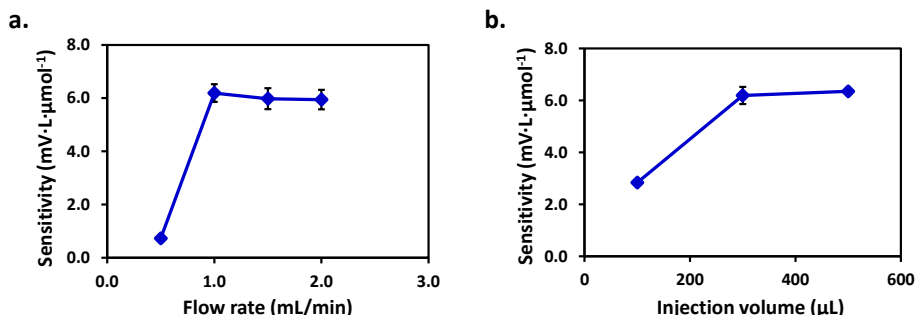 a.
Sensitivity (mV·L·μmol⁻¹)
8.0
6.0
4.0
2.0
0.0
0.0 1.0 2.0 3.0
Flow rate (mL/min)
b.
Sensitivity (mV·L·μmol⁻¹)
8.0
6.0
4.0
2.0
0.0
0 200 400 600
Injection volume (μL)